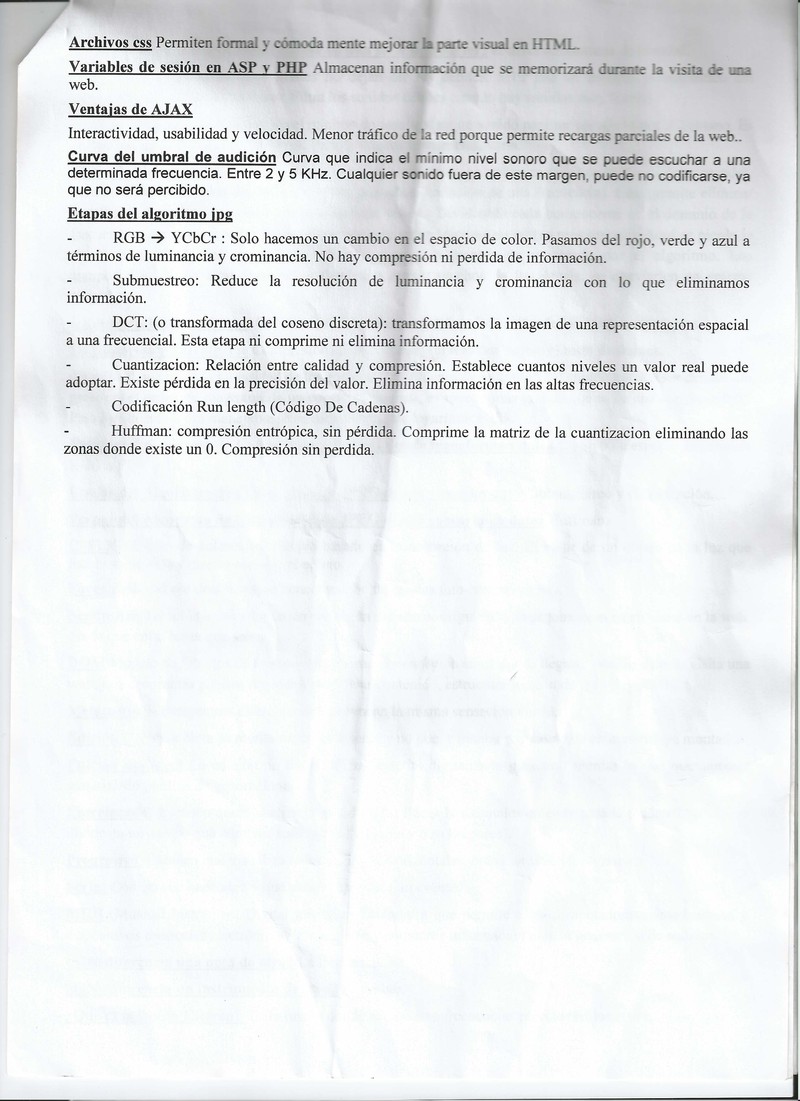 Archivos css Permiten formal y cómoda mente mejorar la parte visual en HTML.
Variables de sesión en ASP y PHP Almacenan información que se memorizará durante la visita de una
web.
Ventajas de AJAX
Interactividad, usabilidad y velocidad. Menor tráfico de la red porque permite recargas parciales de la web..
Curva del umbral de audición Curva que indica el mínimo nivel sonoro que se puede escuchar a una
determinada frecuencia. Entre 2 y 5 KHz. Cualquier sonido fuera de este margen, puede no codificarse, ya
que no será percibido.
Etapas del algoritmo jpg
- RGB → YCbCr : Solo hacemos un cambio en el espacio de color. Pasamos del rojo, verde y azul a
términos de luminancia y crominancia. No hay compresión ni perdida de información.
- Submuestreo: Reduce la resolución de luminancia y crominancia con lo que eliminamos
información.
- DCT: (o transformada del coseno discreta): transformamos la imagen de una representación espacial
a una frecuencial. Esta etapa ni comprime ni elimina información.
- Cuantizacion: Relación entre calidad y compresión. Establece cuantos niveles un valor real puede
adoptar. Existe pérdida en la precisión del valor. Elimina información en las altas frecuencias.
- Codificación Run length (Código De Cadenas).
- Huffman: compresión entrópica, sin pérdida. Comprime la matriz de la cuantizacion eliminando las
zonas donde existe un 0. Compresión sin perdida.